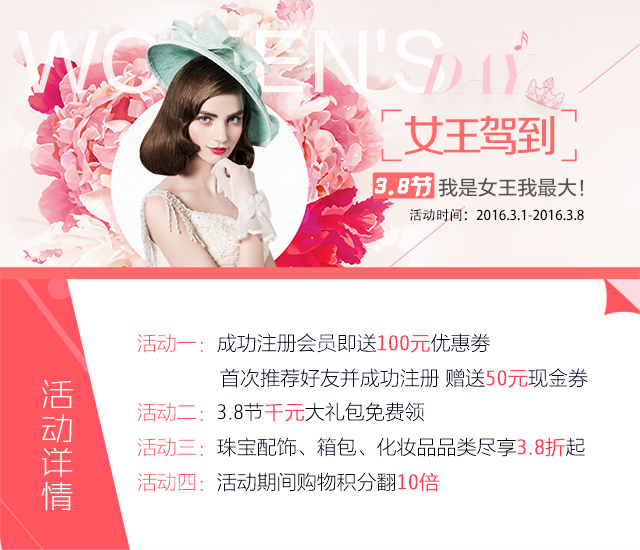 WOMEN'S
DAY
女王驾到
3.8节 我是女王我最大!
活动时间：2016.3.1-2016.3.8
活动详情
活动一：成功注册会员即送100元优惠券
首次推荐好友并成功注册 赠送50元现金券
活动二：3.8节千元大礼包免费领
活动三：珠宝配饰、箱包、化妆品品类尽享3.8折起
活动四：活动期间购物积分翻10倍